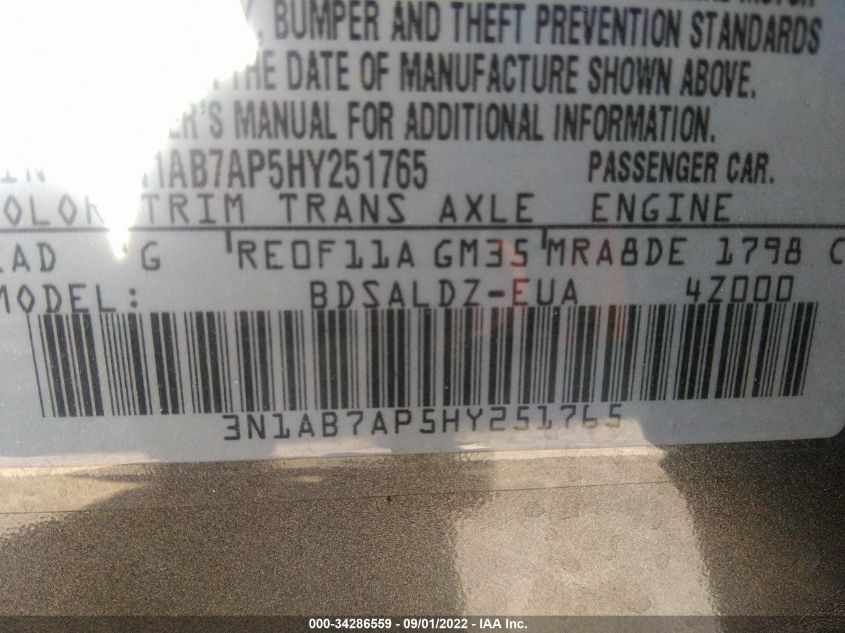 BUMPER AND THEFT PREVENTION STANDARDS
THE DATE OF MANUFACTURE SHOWN ABOVE.
MANUAL FOR ADDITIONAL INFORMATION.
1AB7AP5HY251765 PASSENGER CAR.
TRIM TRANS AXLE ENGINE
G RE0F11A GM35 MRA8DE 1798 C
MODEL: BDSALDZ-EUA 4Z000
3N1AB7AP5HY251765
000-34286559 - 09/01/2022 - IAA Inc.